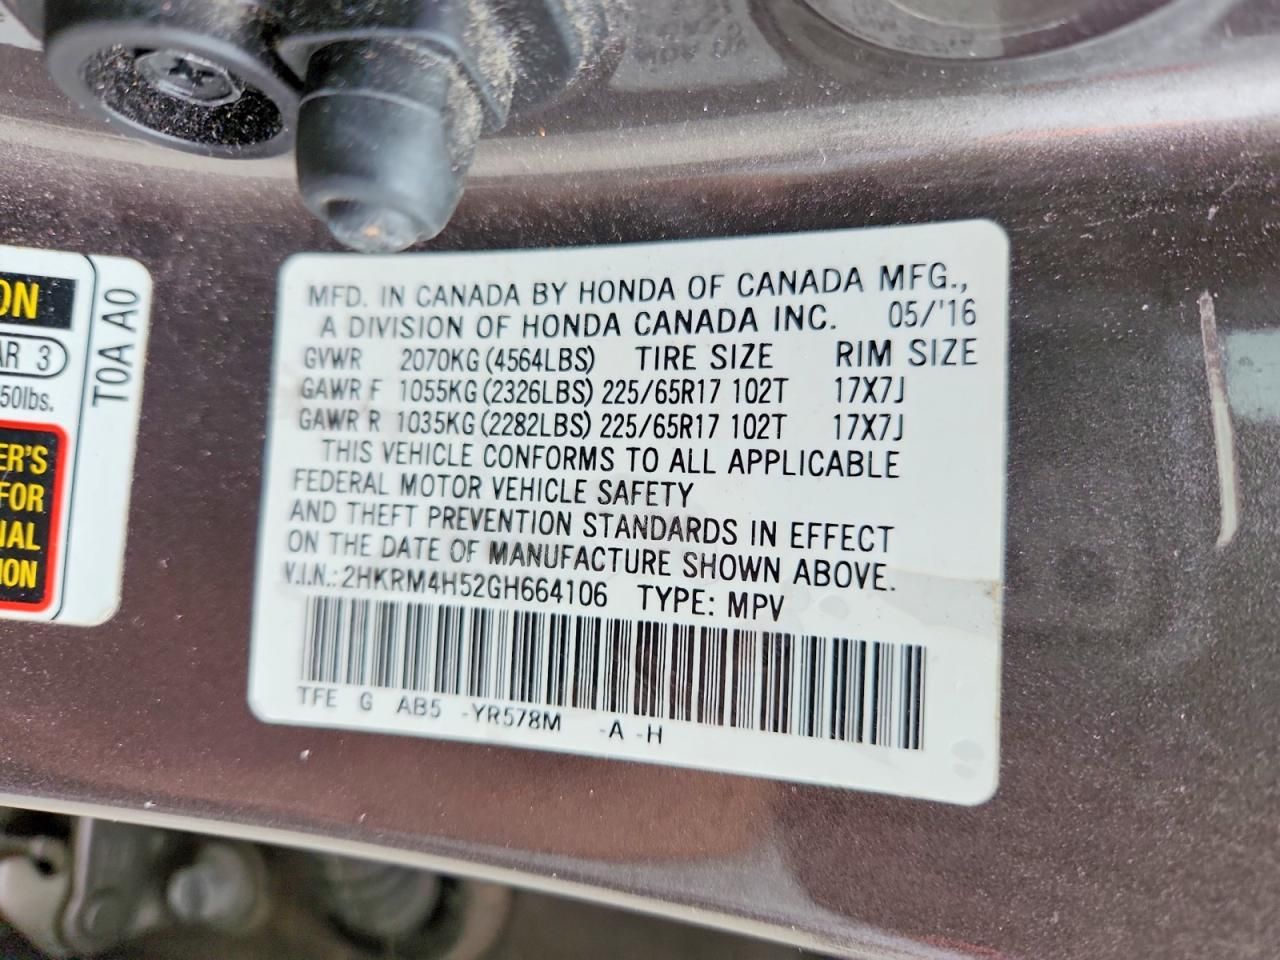 ON
AR 3
50lbs.
ER'S
FOR
NAL
ION
T0A A0
MFD. IN CANADA BY HONDA OF CANADA MFG.,
A DIVISION OF HONDA CANADA INC. 05/'16
GVWR 2070KG (4564LBS) TIRE SIZE RIM SIZE
GAWR F 1055KG (2326LBS) 225/65R17 102T 17X7J
GAWR R 1035KG (2282LBS) 225/65R17 102T 17X7J
THIS VEHICLE CONFORMS TO ALL APPLICABLE
FEDERAL MOTOR VEHICLE SAFETY
AND THEFT PREVENTION STANDARDS IN EFFECT
ON THE DATE OF MANUFACTURE SHOWN ABOVE.
V.I.N.: 2HKRM4H52GH664106 TYPE: MPV
TFE G AB5 -YR578M -A -H